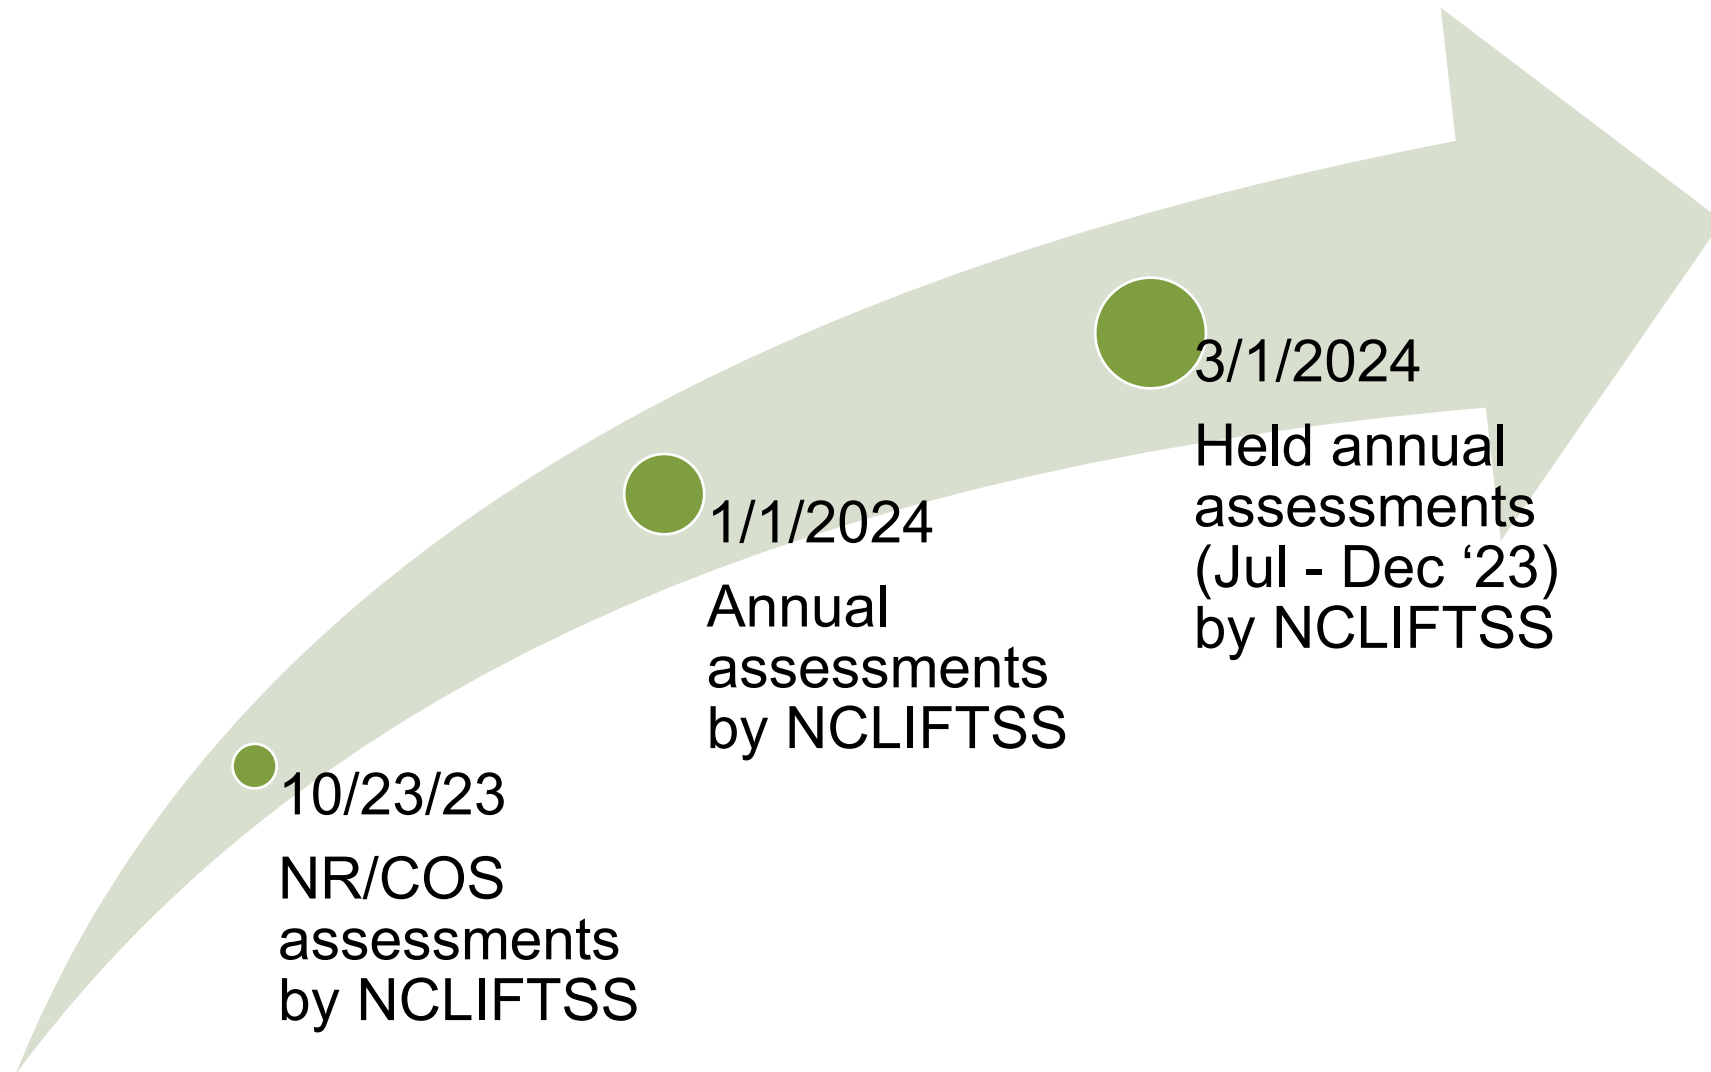 10/23/23
NR/COS
assessments
by NCLIFTSS
1/1/2024
Annual
assessments
by NCLIFTSS
3/1/2024
Held annual
assessments
(Jul - Dec ‘23)
by NCLIFTSS